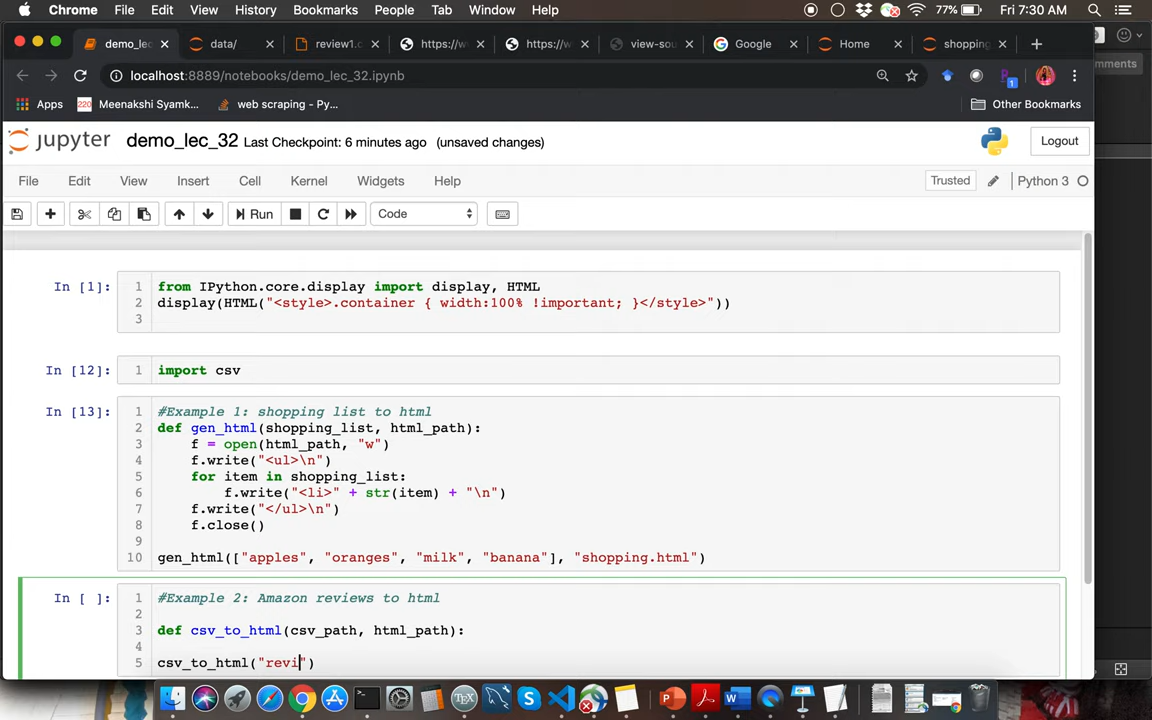 Chrome File Edit View History Bookmarks People Tab Window Help 77% Fri 7:30 AM
demo_lec data/ review1.c https://w https://w view-sou Google Home shopping
localhost:8889/notebooks/demo_lec_32.ipynb
mments
Apps Meenakshi Syamk... web scraping - Py... Other Bookmarks
jupyter demo_lec_32 Last Checkpoint: 6 minutes ago (unsaved changes) Logout
File Edit View Insert Cell Kernel Widgets Help Trusted Python 3
Run Code
In [1]: 1 from IPython.core.display import display, HTML
2 display(HTML("<style>.container { width:100% !important; }</style>"))
3
In [12]: 1 import csv
In [13]: 1 #Example 1: shopping list to html
2 def gen_html(shopping_list, html_path):
3 f = open(html_path, "w")
4 f.write("<ul>\n")
5 for item in shopping_list:
6 f.write("<li>" + str(item) + "\n")
7 f.write("</ul>\n")
8 f.close()
9
10 gen_html(["apples", "oranges", "milk", "banana"], "shopping.html")
In [ ]: 1 #Example 2: Amazon reviews to html
2
3 def csv_to_html(csv_path, html_path):
4
5 csv_to_html("revi")